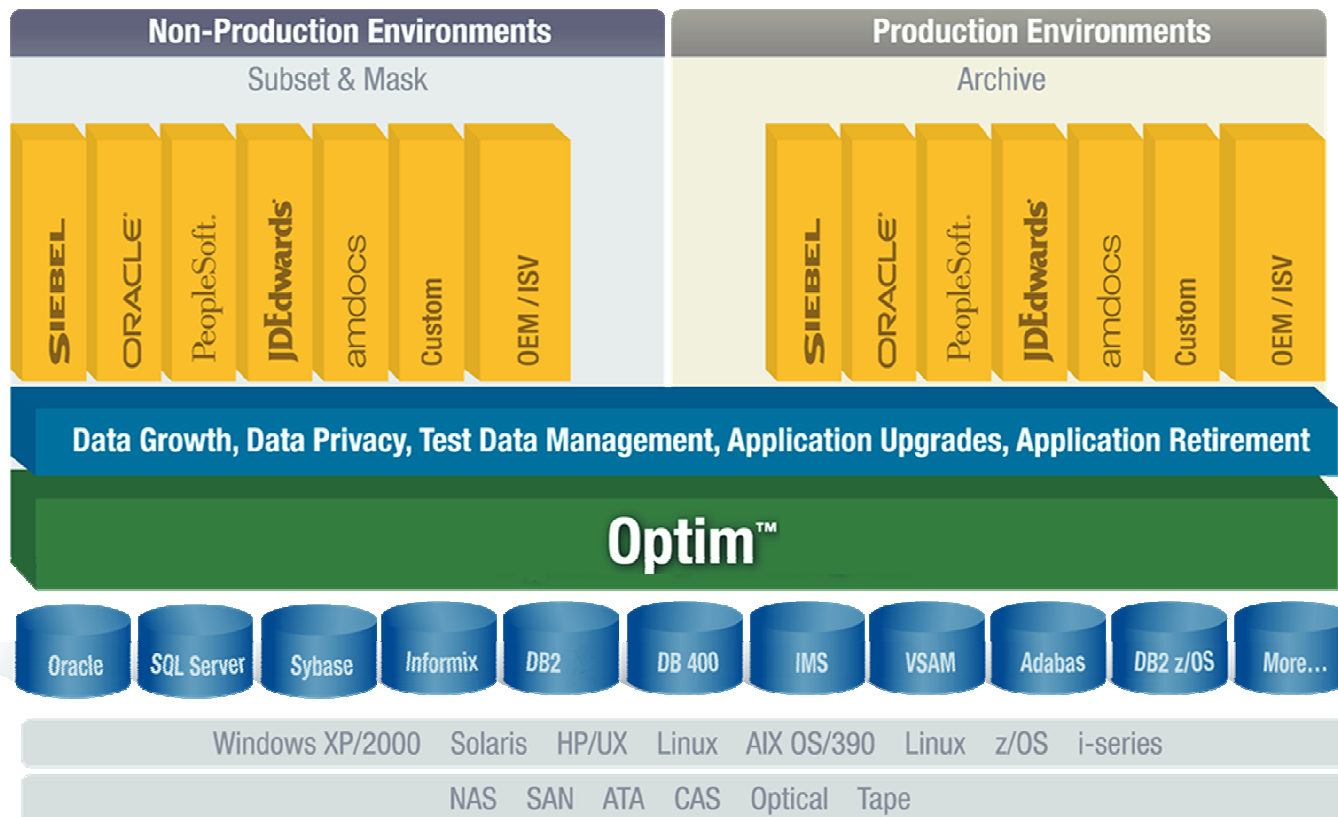 Non-Production Environments
Subset & Mask
SIEBEL
ORACLE®
PeopleSoft.
JDEdwards®
amdocs
Custom
OEM / ISV
Production Environments
Archive
SIEBEL
ORACLE®
PeopleSoft.
JDEdwards®
amdocs
Custom
OEM / ISV
Data Growth, Data Privacy, Test Data Management, Application Upgrades, Application Retirement
Optim™
Oracle SQL Server Sybase Informix DB2 DB 400 IMS VSAM Adabas DB2 z/OS More...
Windows XP/2000 Solaris HP/UX Linux AIX OS/390 Linux z/OS i-series
NAS SAN ATA CAS Optical Tape